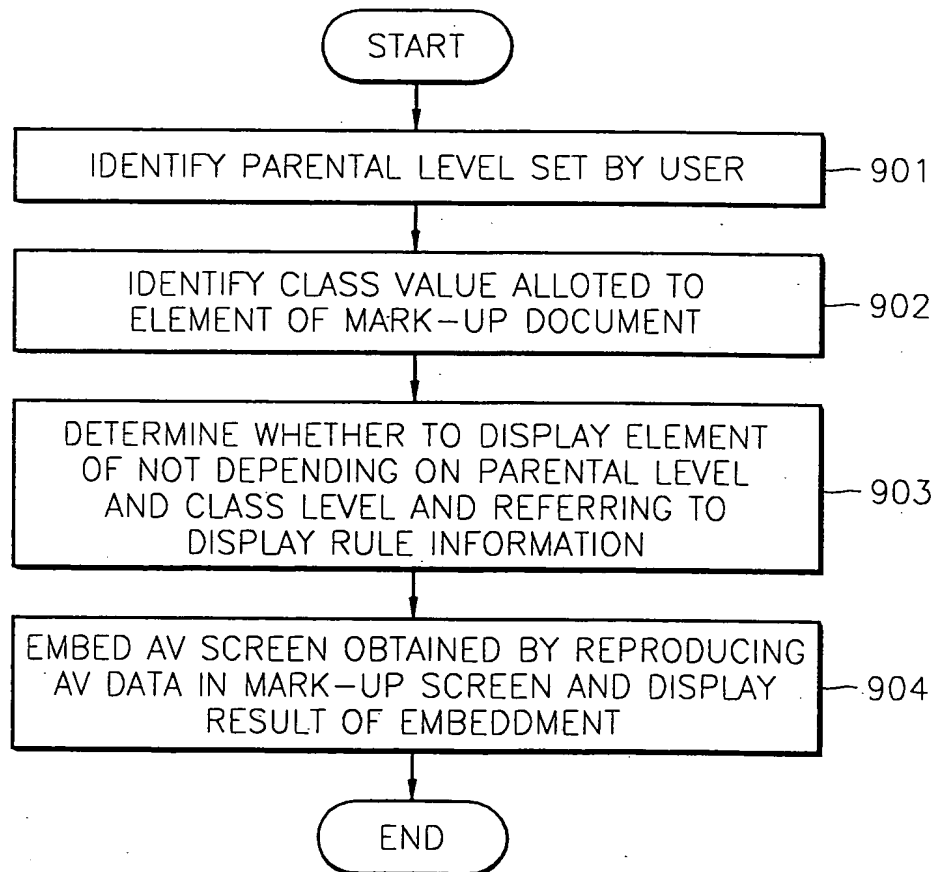 START
IDENTIFY PARENTAL LEVEL SET BY USER
901
IDENTIFY CLASS VALUE ALLOTED TO
ELEMENT OF MARK-UP DOCUMENT
902
DETERMINE WHETHER TO DISPLAY ELEMENT
OF NOT DEPENDING ON PARENTAL LEVEL
AND CLASS LEVEL AND REFERRING TO
DISPLAY RULE INFORMATION
903
EMBED AV SCREEN OBTAINED BY REPRODUCING
AV DATA IN MARK-UP SCREEN AND DISPLAY
RESULT OF EMBEDDMENT
904
END